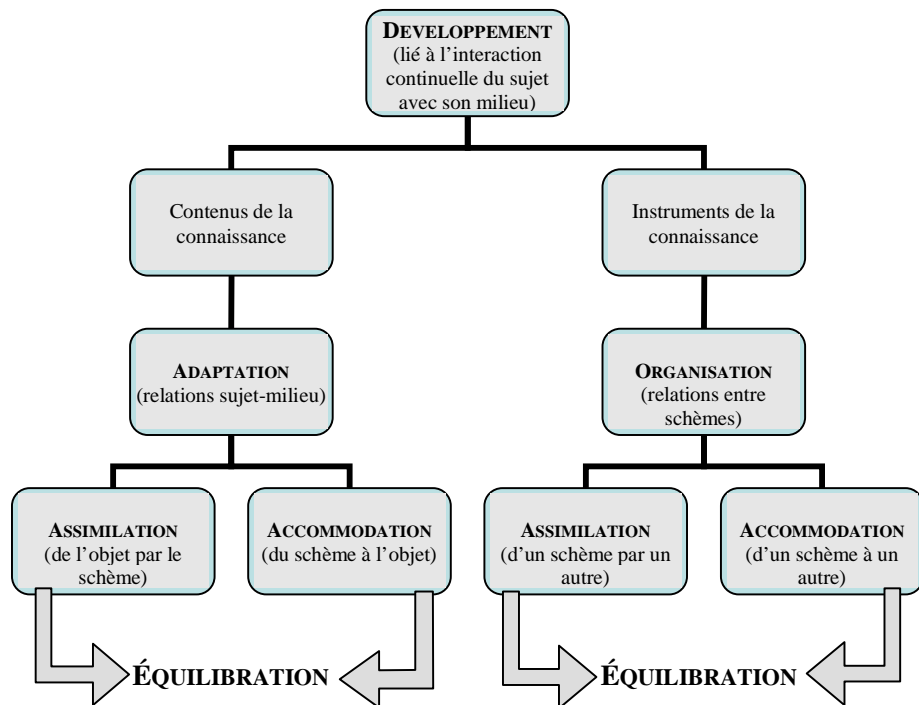 DEVELOPPEMENT
(lié à l'interaction
continuelle du sujet
avec son milieu)
Contenus de la
connaissance
Instruments de la
connaissance
ADAPTATION
(relations sujet-milieu)
ORGANISATION
(relations entre
schèmes)
ASSIMILATION
(de l'objet par le
schème)
ACCOMMODATION
(du schème à l'objet)
ASSIMILATION
(d'un schème par un
autre)
ACCOMMODATION
(d'un schème à un
autre)
ÉQUILIBRATION
ÉQUILIBRATION